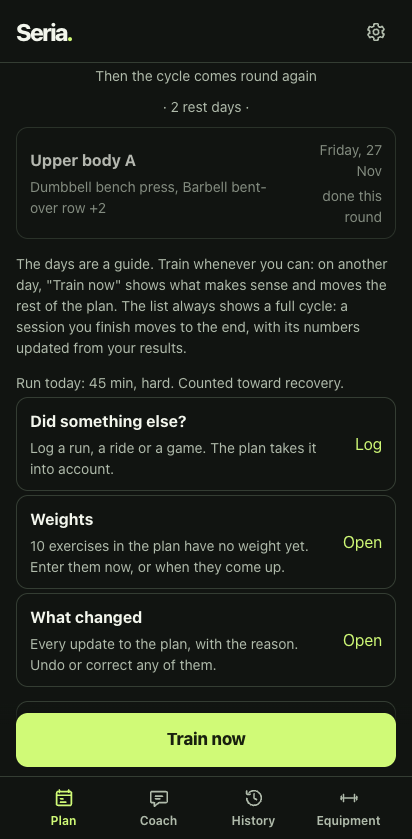 Seria.
Then the cycle comes round again
· 2 rest days ·
Upper body A
Dumbbell bench press, Barbell bent-
over row +2
Friday, 27
Nov
done this
round
The days are a guide. Train whenever you can: on another
day, "Train now" shows what makes sense and moves the
rest of the plan. The list always shows a full cycle: a
session you finish moves to the end, with its numbers
updated from your results.
Run today: 45 min, hard. Counted toward recovery.
Did something else?
Log a run, a ride or a game. The plan takes it
into account.
Log
Weights
10 exercises in the plan have no weight yet.
Enter them now, or when they come up.
Open
What changed
Every update to the plan, with the reason.
Undo or correct any of them.
Open
Train now
Plan
Coach
History
Equipment